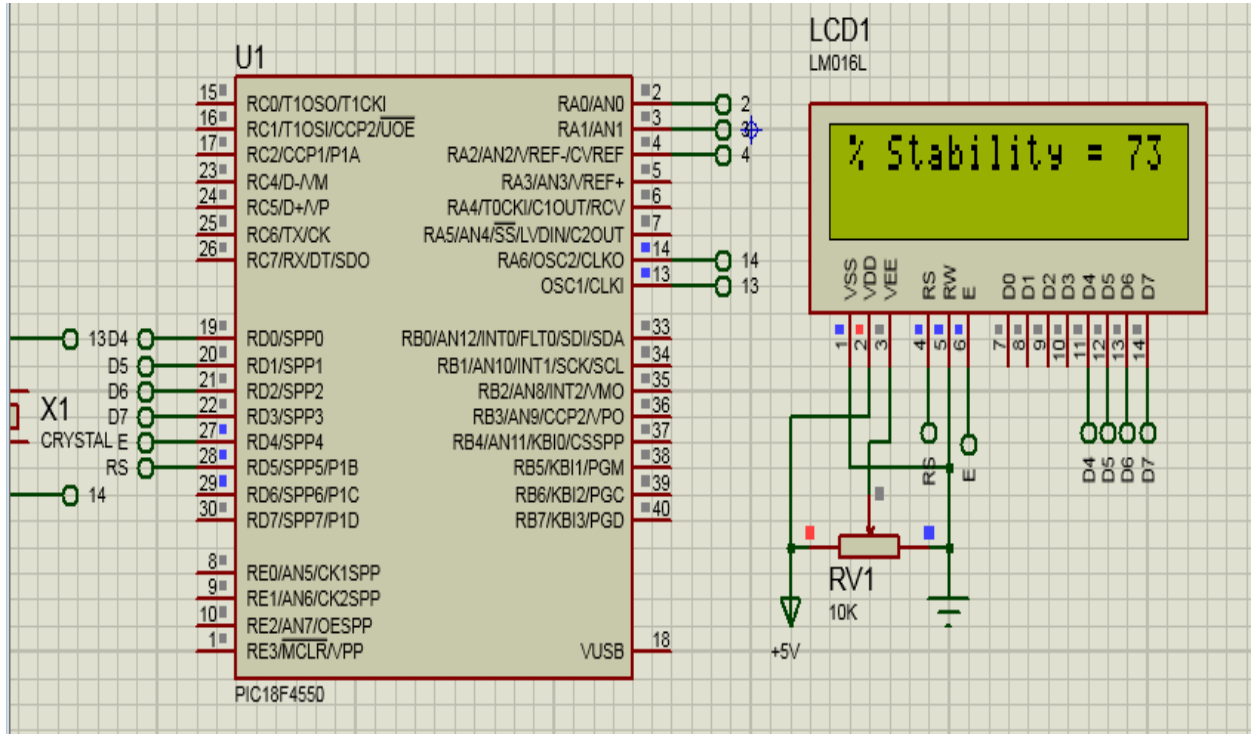 U1
15 RC0/T1OSO/T1CKI
16 RC1/T1OSI/CCP2/UOE
17 RC2/CCP1/P1A
23 RC4/D-/VM
24 RC5/D+/VP
25 RC6/TX/CK
26 RC7/RX/DT/SDO
13 D4 19 RD0/SPP0
D5 20 RD1/SPP1
D6 21 RD2/SPP2
D7 22 RD3/SPP3
E 27 RD4/SPP4
RS 28 RD5/SPP5/P1B
29 RD6/SPP6/P1C
30 RD7/SPP7/P1D
8 RE0/AN5/CK1SPP
9 RE1/AN6/CK2SPP
10 RE2/AN7/OESPP
1 RE3/MCLR/VPP
X1
CRYSTAL
14
RA0/AN0 2 2
RA1/AN1 3 3
RA2/AN2/VREF-/CVREF 4 4
RA3/AN3/VREF+ 5
RA4/T0CKI/C1OUT/RCV 6
RA5/AN4/SS/LVDIN/C2OUT 7
RA6/OSC2/CLKO 14 14
OSC1/CLKI 13 13
RB0/AN12/INT0/FLT0/SDI/SDA 33
RB1/AN10/INT1/SCK/SCL 34
RB2/AN8/INT2/VMO 35
RB3/AN9/CCP2/VPO 36
RB4/AN11/KBI0/CSSPP 37
RB5/KBI1/PGM 38
RB6/KBI2/PGC 39
RB7/KBI3/PGD 40
VUSB 18
PIC18F4550
LCD1
LM016L
% Stability = 73
VSS VDD VEE RS RW E D0 D1 D2 D3 D4 D5 D6 D7
1 2 3 4 5 6 7 8 9 10 11 12 13 14
RS E D4 D5 D6 D7
RV1
10K
+5V